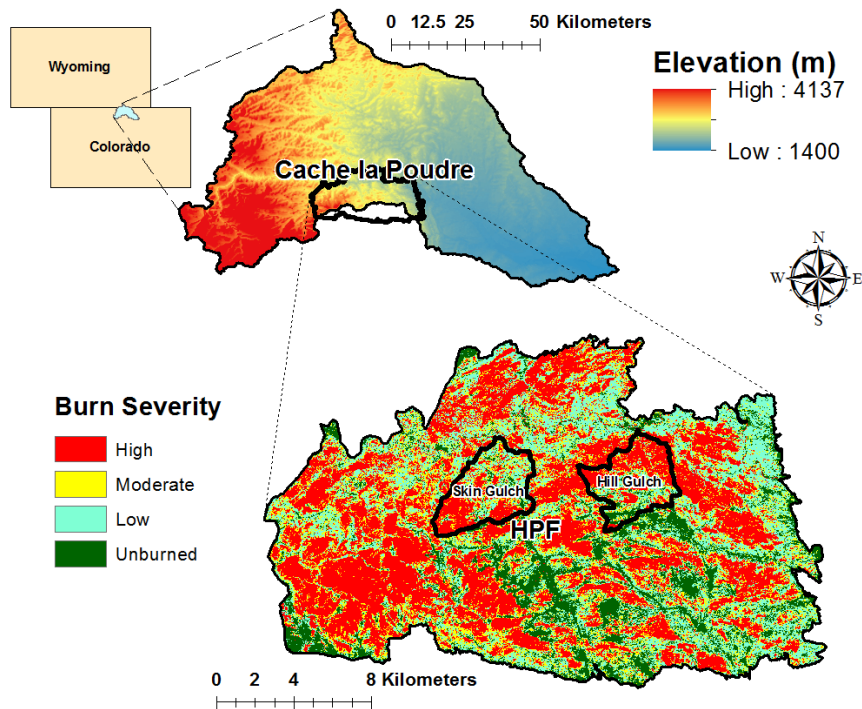 0 12.5 25 50 Kilometers
Wyoming
Colorado
Elevation (m)
High : 4137
Low : 1400
Cache la Poudre
N
W E
S
Burn Severity
High
Moderate
Low
Unburned
Skin Gulch
Hill Gulch
HPF
0 2 4 8 Kilometers